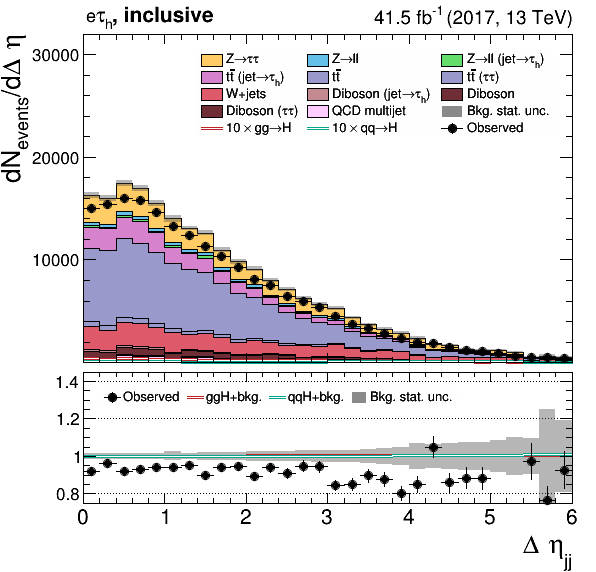 eτh, inclusive 41.5 fb-1 (2017, 13 TeV)
dNevents/dΔ η
30000
20000
10000
Z→ττ Z→ll Z→ll (jet→τh)
tt̄ (jet→τh) tt̄ tt̄ (ττ)
W+jets Diboson (jet→τh) Diboson
Diboson (ττ) QCD multijet Bkg. stat. unc.
10 × gg→H 10 × qq→H Observed
1.4
1.2
1
0.8
Observed ggH+bkg. qqH+bkg. Bkg. stat. unc.
0 1 2 3 4 5 6
Δ ηjj